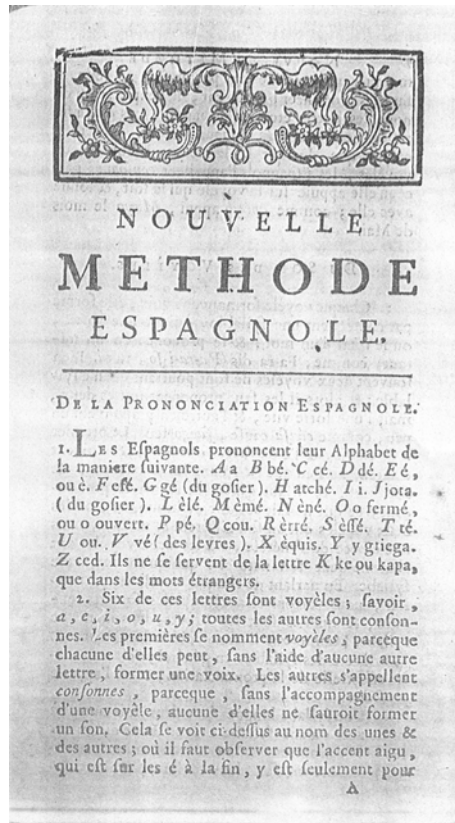 NOUVELLE
METHODE
ESPAGNOLE.
DE LA PRONONCIATION ESPAGNOLE.
1. LES Eſpagnols prononcent leur Alphabet de
la maniere ſuivante. A a B bé. C cé. D dé. E é,
ou è. F effé. G gé (du goſier). H atché. I i. J jota.
(du goſier). L èlé. M èmé. N èné. O o fermé,
ou o ouvert. P pé. Q cou. R èrré. S èſſé. T té.
U ou. V vé (des levres). X èquis. Y y griega.
Z ced. Ils ne ſe ſervent de la lettre K ke ou kapa,
que dans les mots étrangers.
2. Six de ces lettres ſont voyèles ; ſavoir,
a, e, i, o, u, y; toutes les autres ſont conſon-
nes. Les premières ſe nomment voyèles, parceque
chacune d'elles peut, ſans l'aide d'aucune autre
lettre, former une voix. Les autres s'appellent
conſonnes, parceque, ſans l'accompagnement
d'une voyèle, aucune d'elles ne ſauroit former
un ſon. Cela ſe voit ci-deſſus au nom des unes &
des autres ; où il faut obſerver que l'accent aigu,
qui eſt ſur les é à la fin, y eſt ſeulement pour
A